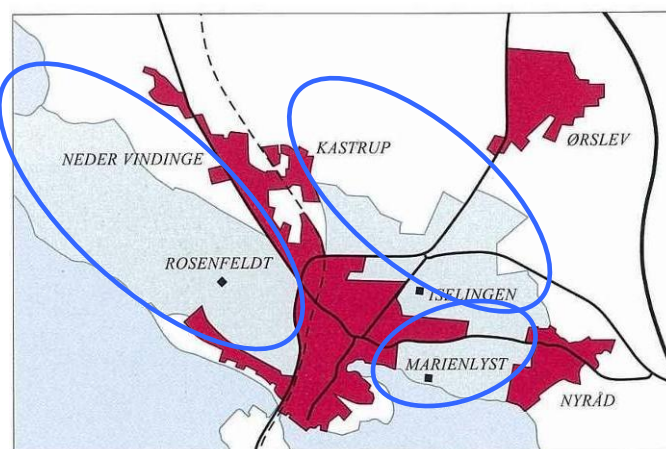 KASTRUP
ØRSLEV
NEDER VINDINGE
ROSENFELDT
ISELINGEN
MARIENLYST
NYRÅD